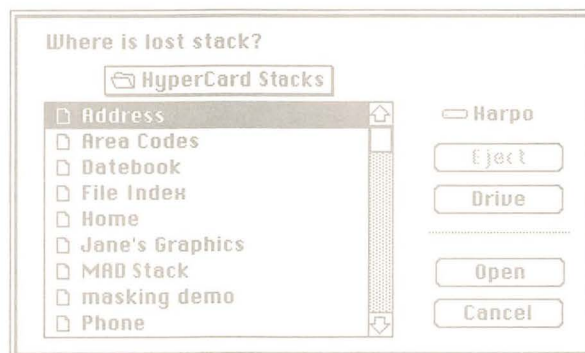 Where is lost stack?
HyperCard Stacks
Address
Area Codes
Datebook
File Index
Home
Jane's Graphics
MAD Stack
masking demo
Phone
Harpo
Eject
Drive
Open
Cancel